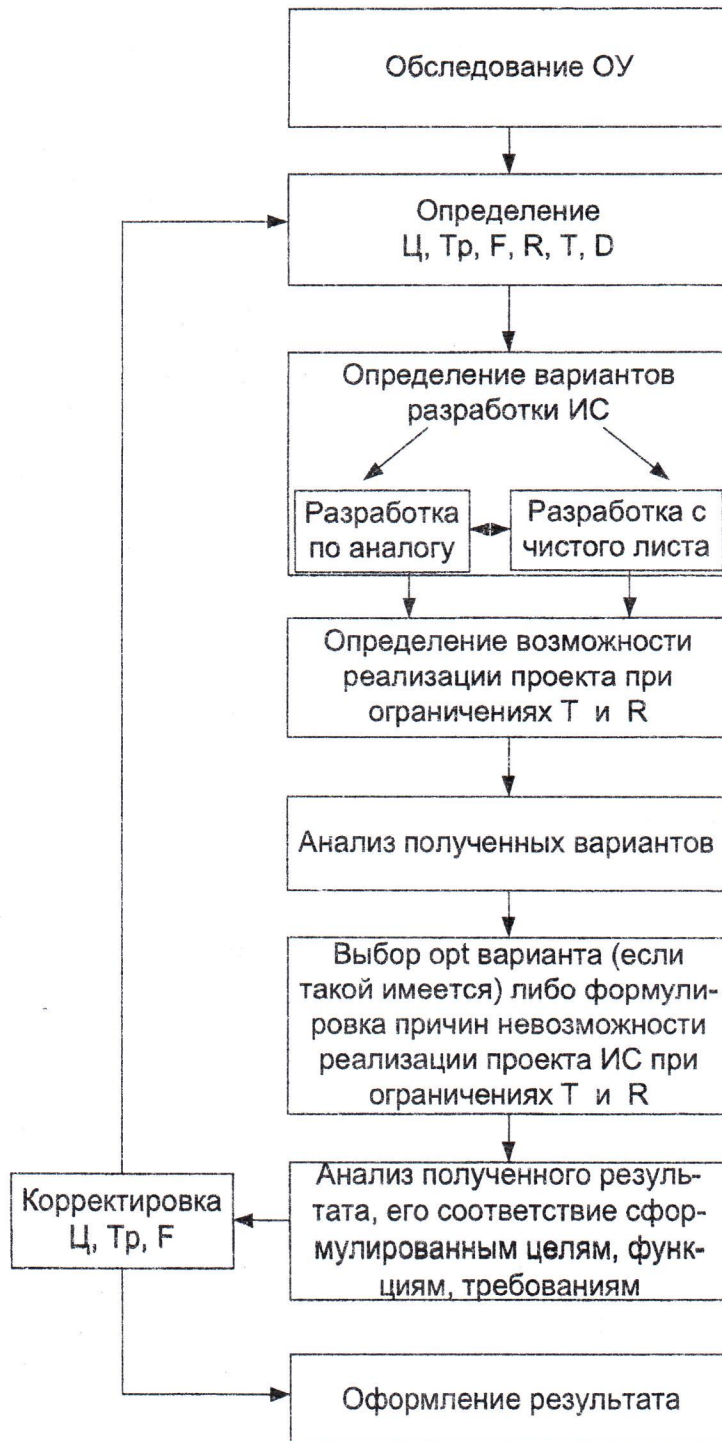 Обследование ОУ
Определение
Ц, Тр, F, R, T, D
Определение вариантов
разработки ИС
Разработка
по аналогу
Разработка с
чистого листа
Определение возможности
реализации проекта при
ограничениях T и R
Анализ полученных вариантов
Выбор opt варианта (если
такой имеется) либо формули-
ровка причин невозможности
реализации проекта ИС при
ограничениях T и R
Анализ полученного резуль-
тата, его соответствие сфор-
мулированным целям, функ-
циям, требованиям
Корректировка
Ц, Тр, F
Оформление результата